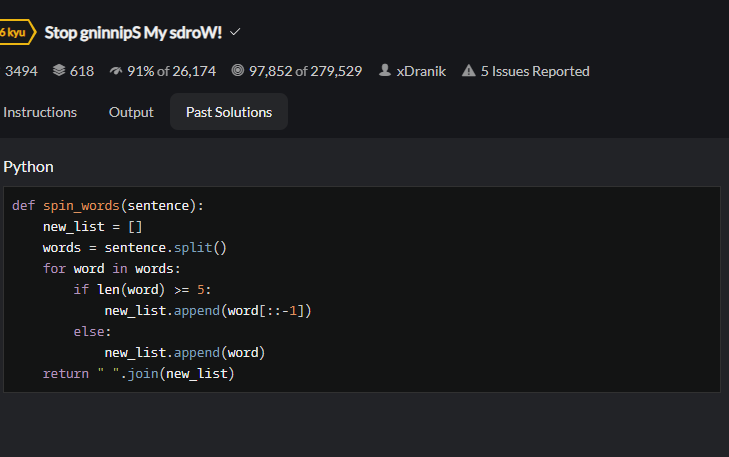 6 kyu Stop gninnipS My sdroW!
3494 618 91% of 26,174 97,852 of 279,529 xDranik 5 Issues Reported
Instructions Output Past Solutions
Python
def spin_words(sentence):
    new_list = []
    words = sentence.split()
    for word in words:
        if len(word) >= 5:
            new_list.append(word[::-1])
        else:
            new_list.append(word)
    return " ".join(new_list)